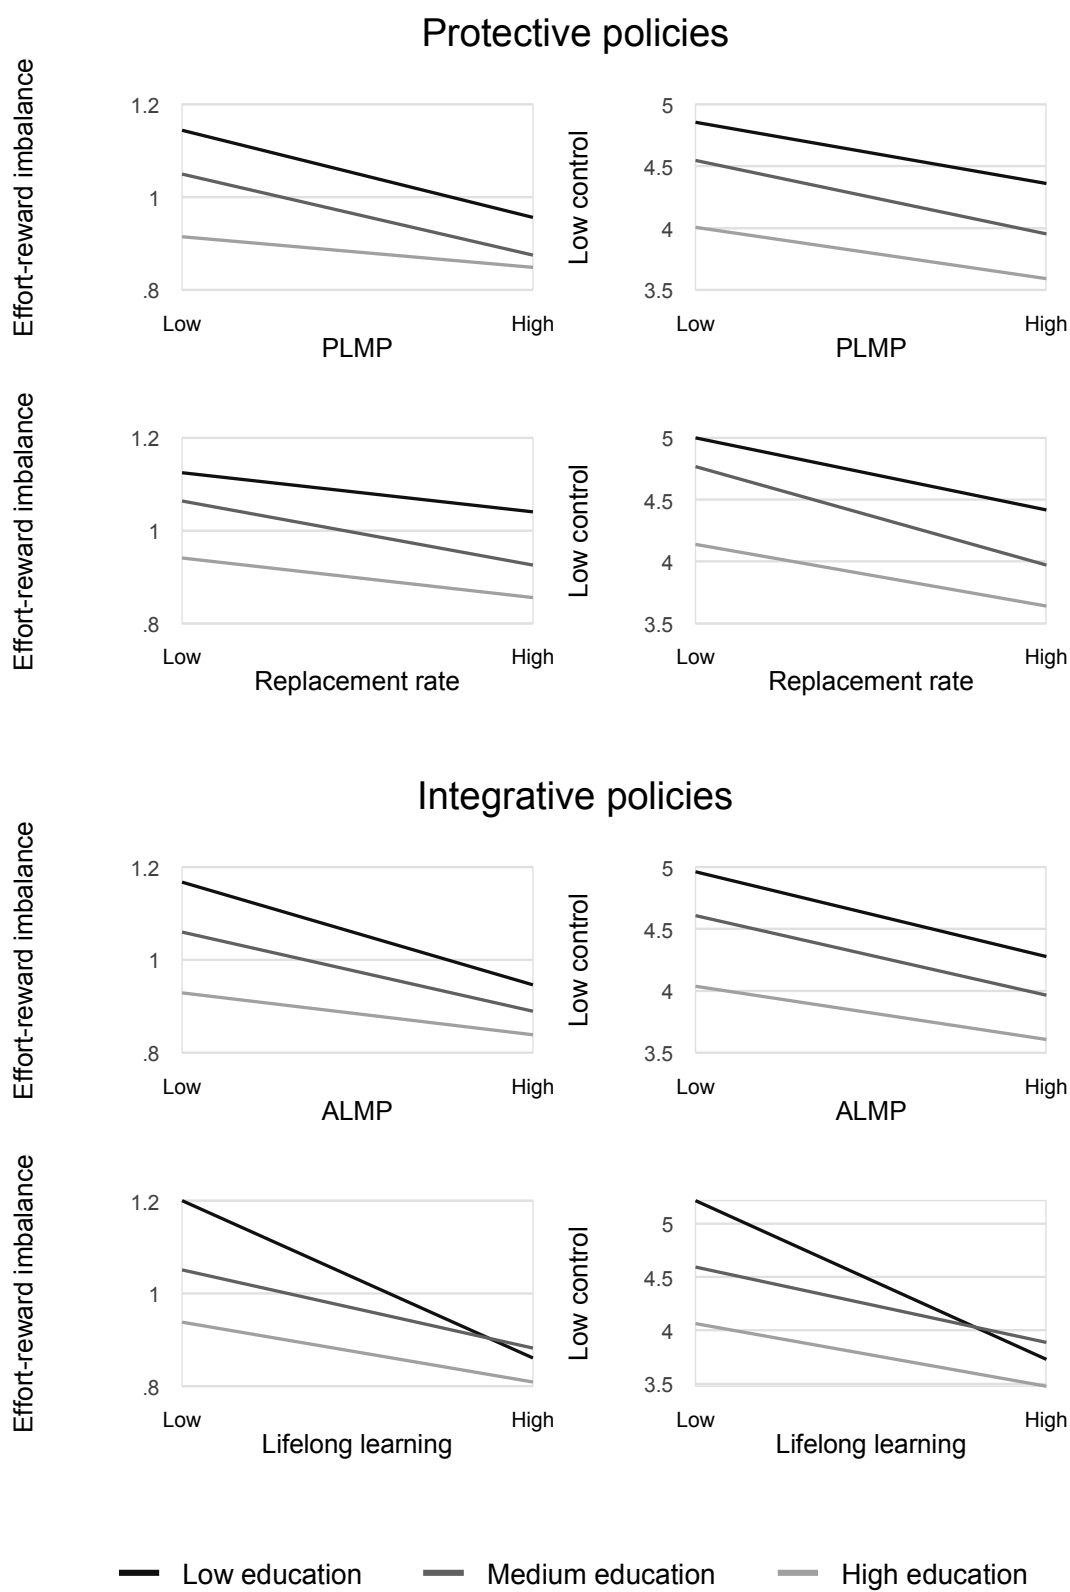 Protective policies
Effort-reward imbalance
1.2
1
.8
Low High
PLMP
Low control
5
4.5
4
3.5
Low High
PLMP
Effort-reward imbalance
1.2
1
.8
Low High
Replacement rate
Low control
5
4.5
4
3.5
Low High
Replacement rate
Integrative policies
Effort-reward imbalance
1.2
1
.8
Low High
ALMP
Low control
5
4.5
4
3.5
Low High
ALMP
Effort-reward imbalance
1.2
1
.8
Low High
Lifelong learning
Low control
5
4.5
4
3.5
Low High
Lifelong learning
Low education Medium education High education